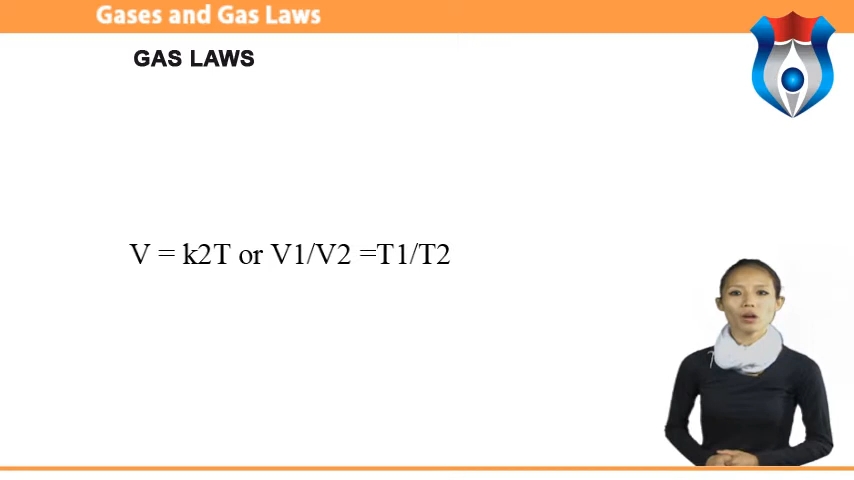 Gases and Gas Laws
GAS LAWS
V = k2T or V1/V2 =T1/T2